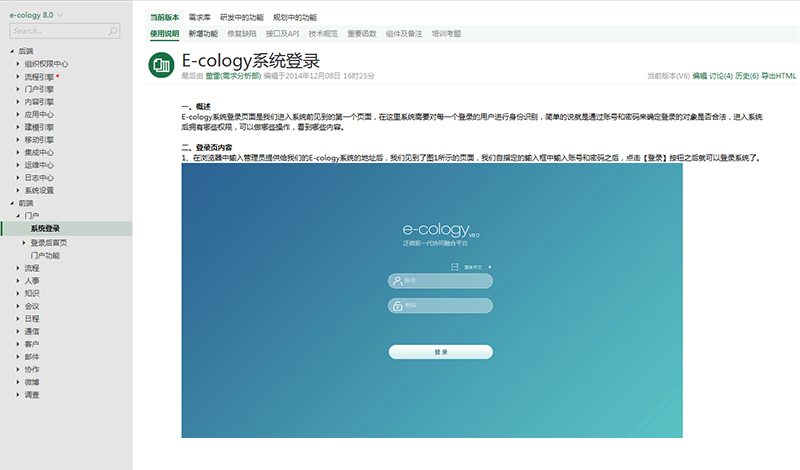 e-cology 8.0
Search...
后端
组织权限中心
流程引擎
门户引擎
内容引擎
应用中心
建模引擎
移动引擎
集成中心
运维中心
日志中心
系统设置
前端
门户
系统登录
登录后首页
门户功能
流程
人事
知识
会议
日程
通信
客户
邮件
协作
微博
调查
当前版本 需求库 研发中的功能 规划中的功能
使用说明 新增功能 修复缺陷 接口及API 技术规范 重要函数 组件及备注 培训考题
E-cology系统登录
最后由 雷(需求分析部) 编辑于2014年12月08日 16时25分
当前版本(V6) 编辑 讨论(4) 历史(6) 导出HTML
一、概述
E-cology系统登录页面是我们进入系统前见到的第一个页面，在这里系统需要对每一个登录的用户进行身份识别，简单的说就是通过账号和密码来确定登录的对象是否合法，进入系统
后拥有哪些权限，可以做哪些操作，看到哪些内容。
二、登录页内容
1、在浏览器中输入管理员提供给我们的E-cology系统的地址后，我们见到了图1所示的页面，我们自指定的输入框中输入账号和密码之后，点击【登录】按钮之后就可以登录系统了。
e-cology V8.0
泛微新一代协同融合平台
简体中文
账号
密码
登录